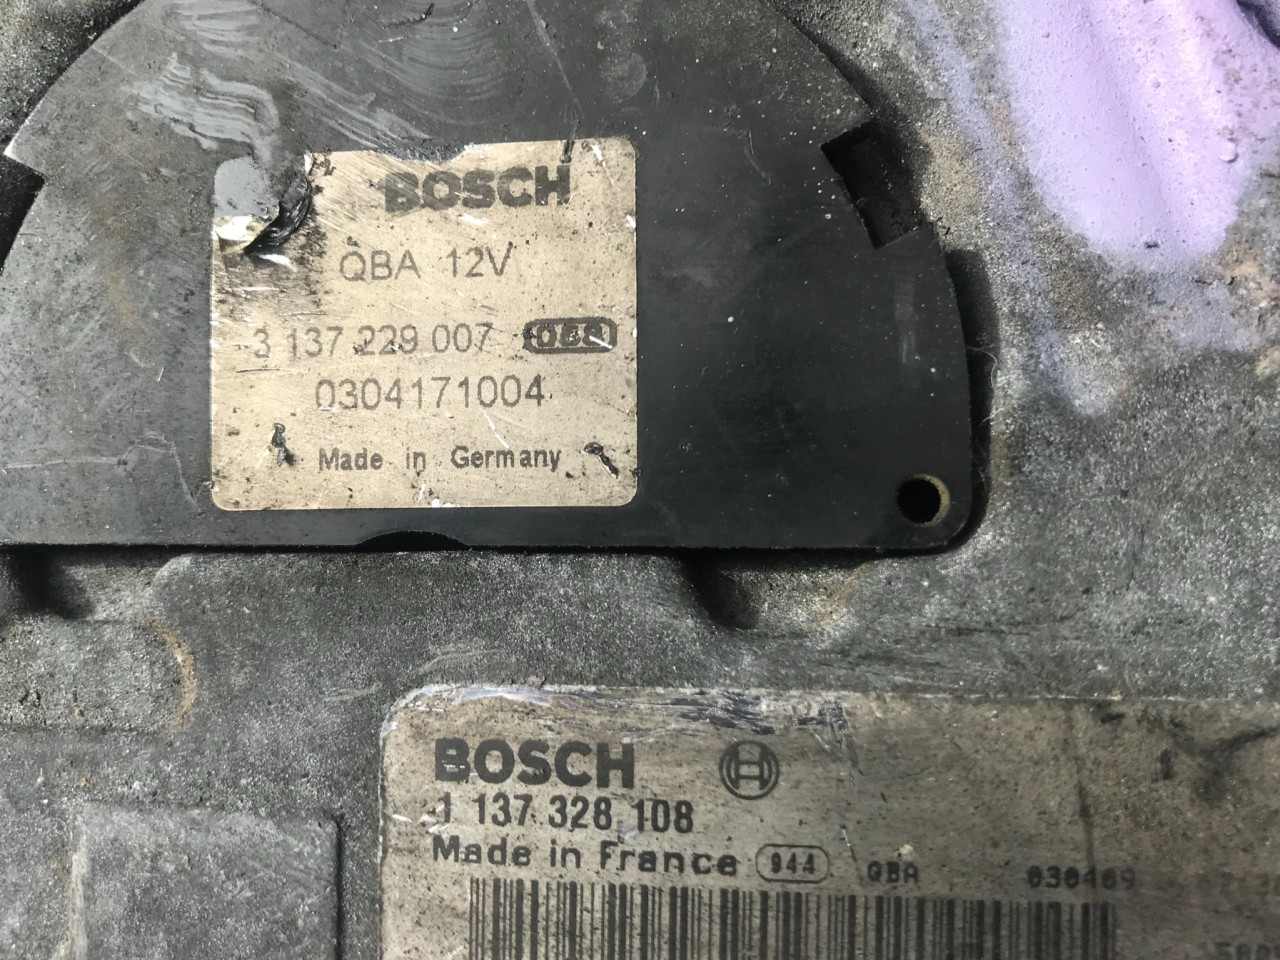 BOSCH
QBA 12V
3 137 229 007 088
0304171004
Made in Germany
BOSCH
1 137 328 108
Made in France 944 QBA 030409